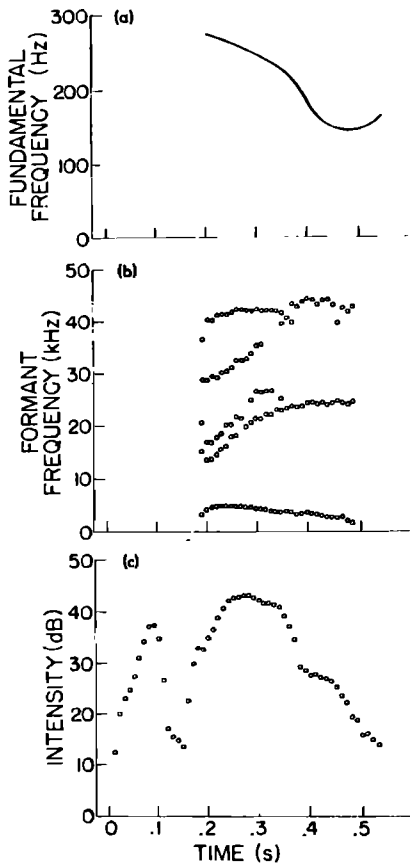 (a)
FUNDAMENTAL
FREQUENCY (Hz)
300
200
100
0
(b)
FORMANT
FREQUENCY (kHz)
50
40
30
20
10
0
(c)
INTENSITY (dB)
50
40
30
20
10
0 .1 .2 .3 .4 .5
TIME (s)